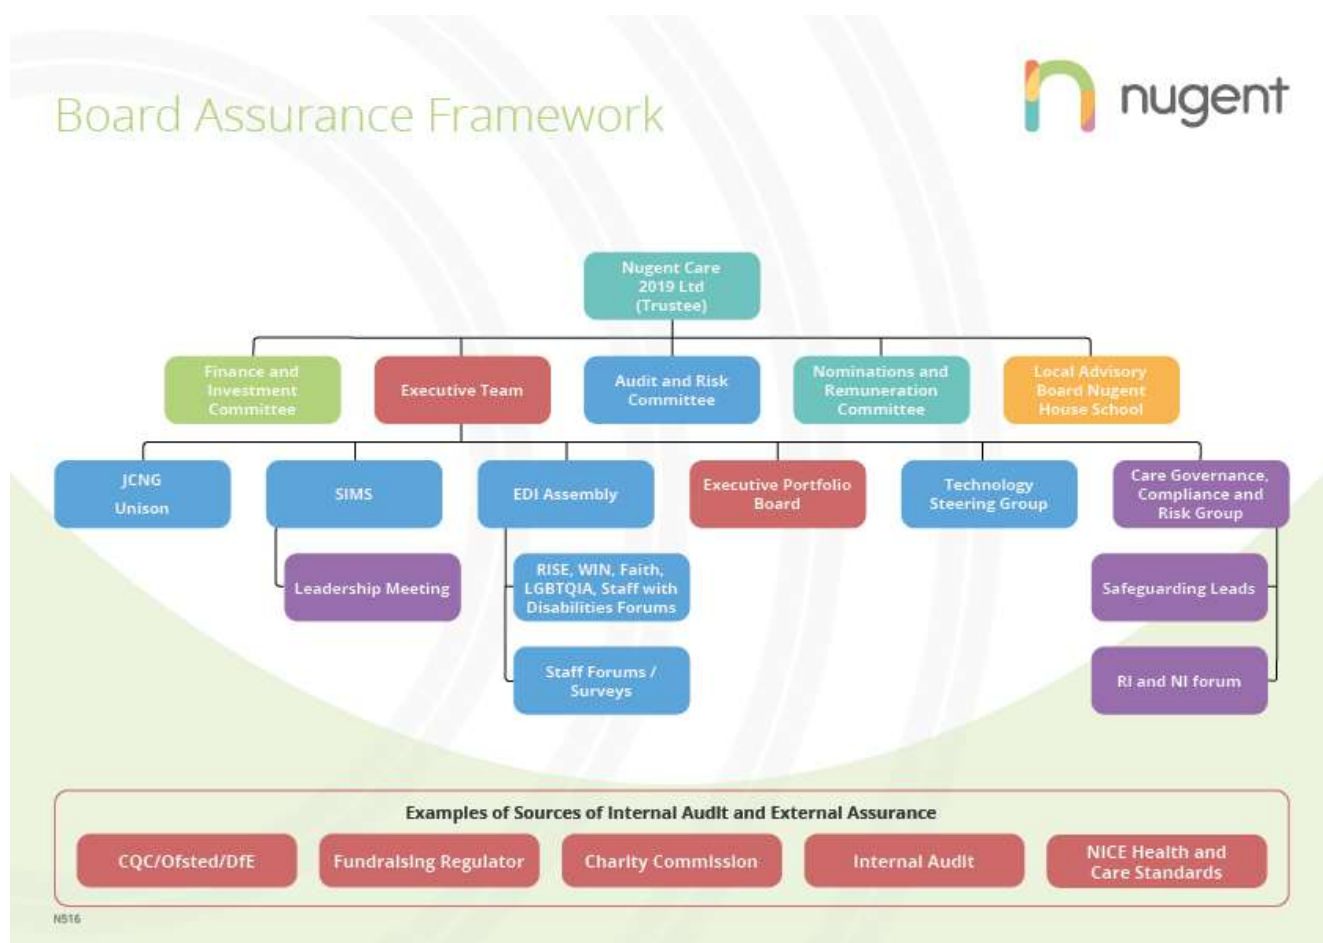 Board Assurance Framework
nugent
Nugent Care
2019 Ltd
(Trustee)
Finance and
Investment
Committee
Executive Team
Audit and Risk
Committee
Nominations and
Remuneration
Committee
Local Advisory
Board Nugent
House School
JCNG
Unison
SIMS
EDI Assembly
Executive Portfolio
Board
Technology
Steering Group
Care Governance,
Compliance and
Risk Group
Leadership Meeting
RISE, WIN, Faith,
LGBTQIA, Staff with
Disabilities Forums
Safeguarding Leads
Staff Forums /
Surveys
RI and NI forum
Examples of Sources of Internal Audit and External Assurance
CQC/Ofsted/DfE
Fundraising Regulator
Charity Commission
Internal Audit
NICE Health and
Care Standards
N516